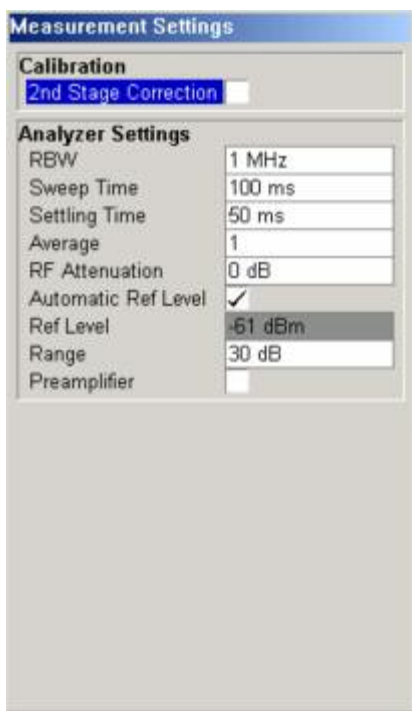 Measurement Settings
Calibration
2nd Stage Correction
Analyzer Settings
RBW 1 MHz
Sweep Time 100 ms
Settling Time 50 ms
Average 1
RF Attenuation 0 dB
Automatic Ref Level ✓
Ref Level -61 dBm
Range 30 dB
Preamplifier